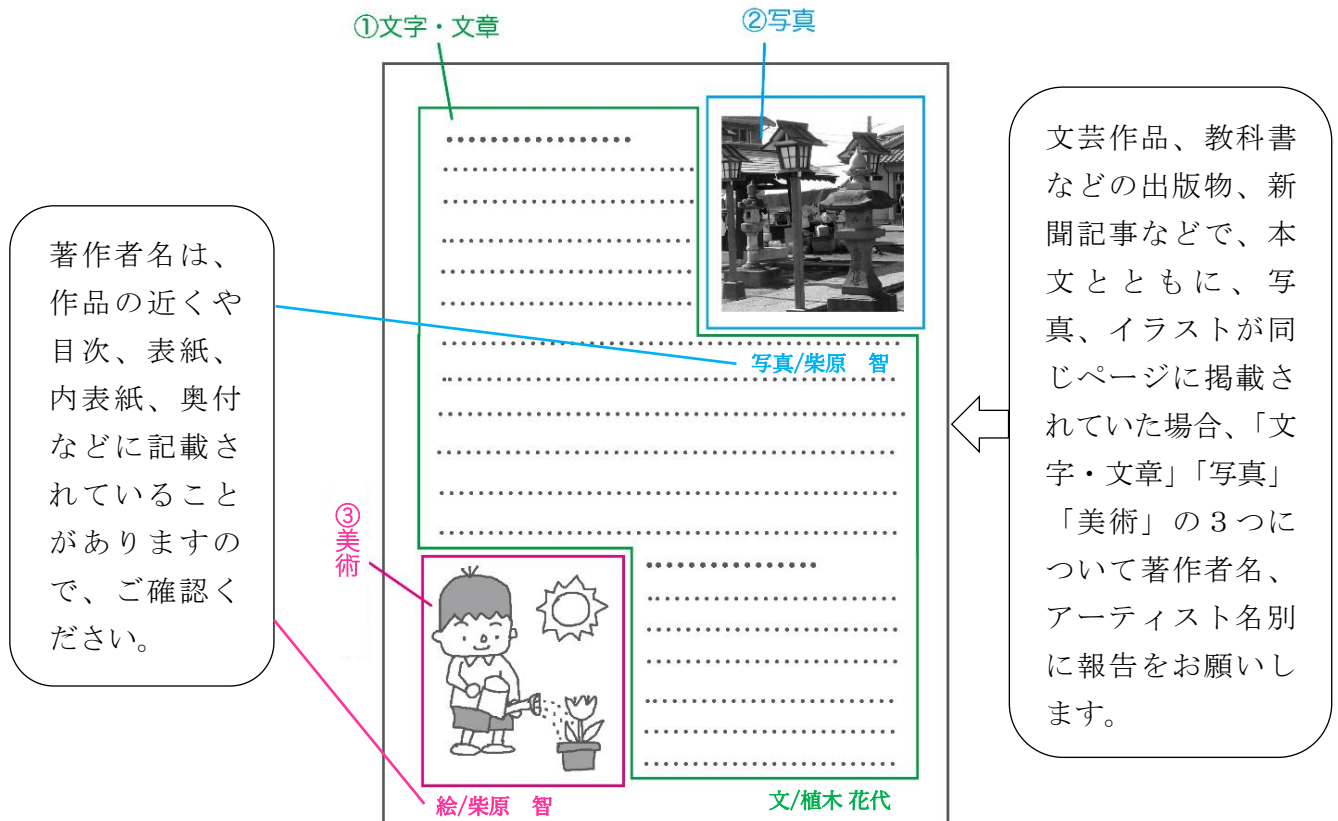 ①文字・文章
②写真
著作者名は、
作品の近くや
目次、表紙、
内表紙、奥付
などに記載さ
れていること
がありますの
で、ご確認く
ださい。
写真/柴原　智
③美術
絵/柴原　智
文/植木 花代
文芸作品、教科書
などの出版物、新
聞記事などで、本
文とともに、写
真、イラストが同
じページに掲載さ
れていた場合、「文
字・文章」「写真」
「美術」の３つに
ついて著作者名、
アーティスト名別
に報告をお願いし
ます。